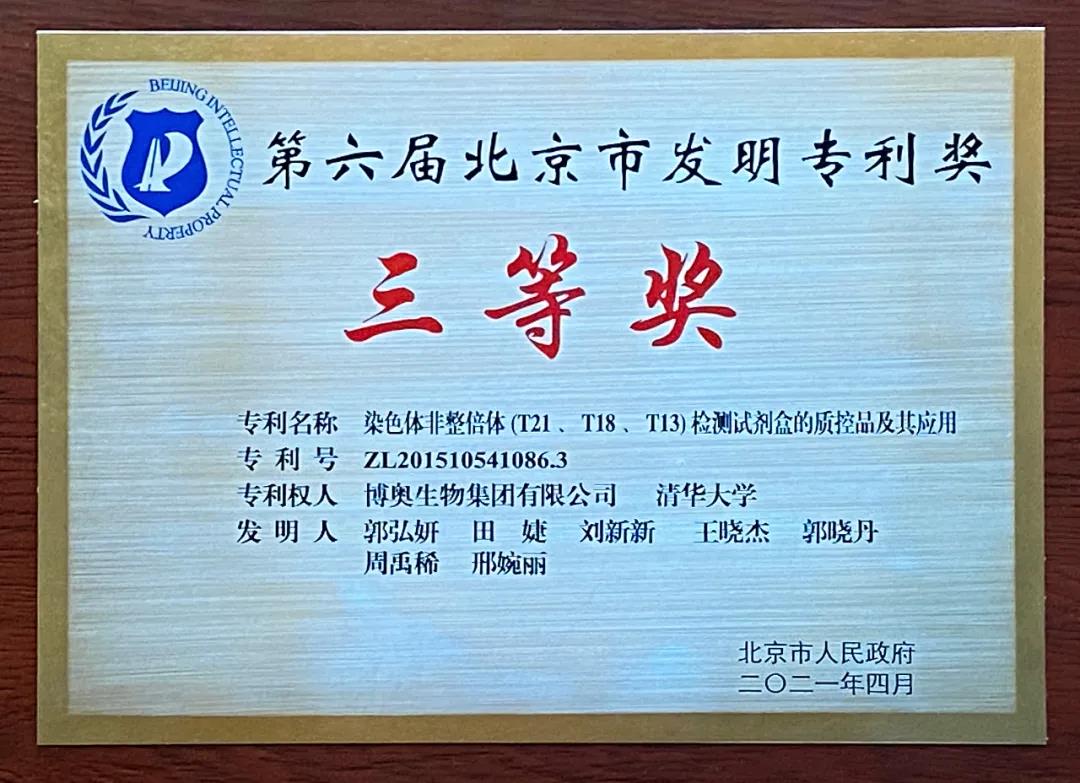 BEIJING INTELLECTUAL PROPERTY
第六届北京市发明专利奖
三等奖
专利名称 染色体非整倍体(T21、T18、T13)检测试剂盒的质控品及其应用
专利号 ZL201510541086.3
专利权人 博奥生物集团有限公司 清华大学
发明人 郭弘妍 田婕 刘新新 王晓杰 郭晓丹
周禹稀 邢婉丽
北京市人民政府
二〇二一年四月